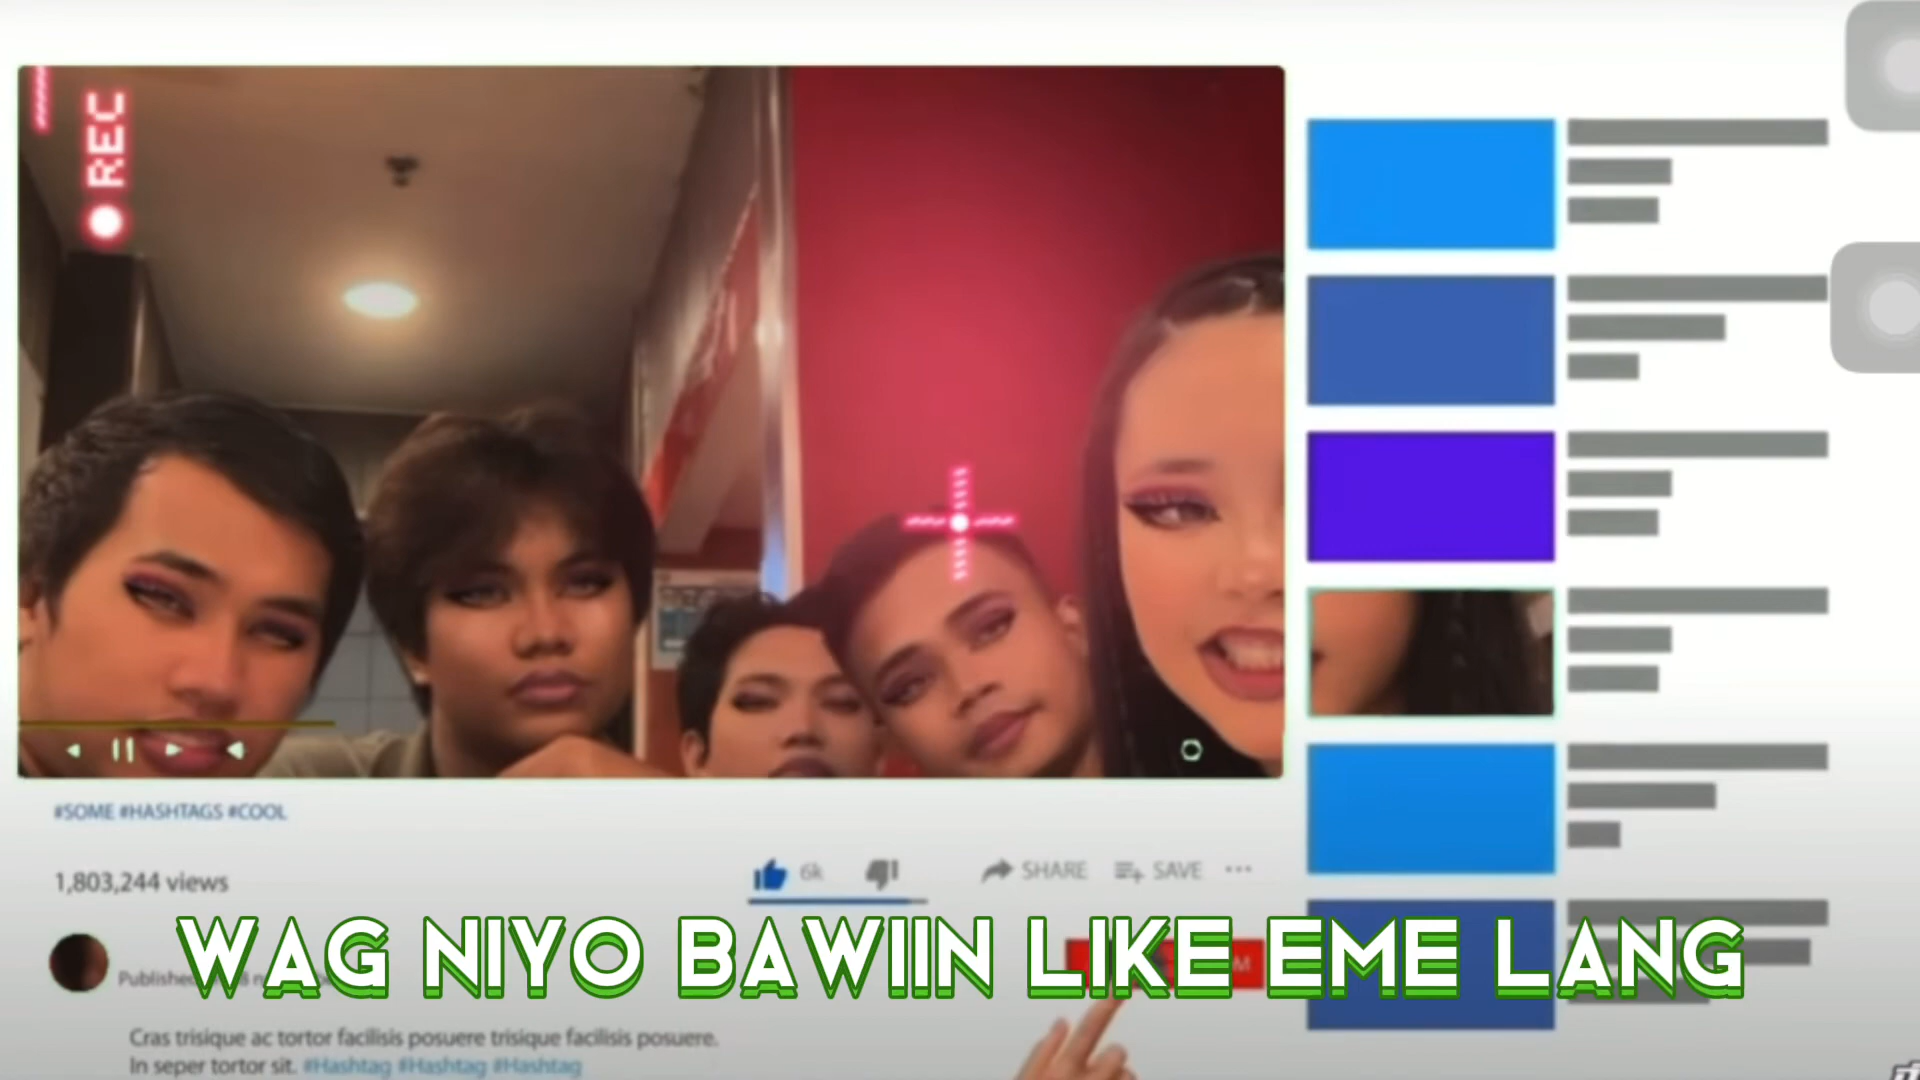 REC
#SOME #HASHTAGS #COOL
1,803,244 views
6k
SHARE
SAVE
WAG NIYO BAWIIN LIKE EME LANG
Cras trisique ac tortor facilisis posuere trisique facilisis posuere.
In seper tortor sit. #Hashtag #Hashtag #Hashtag